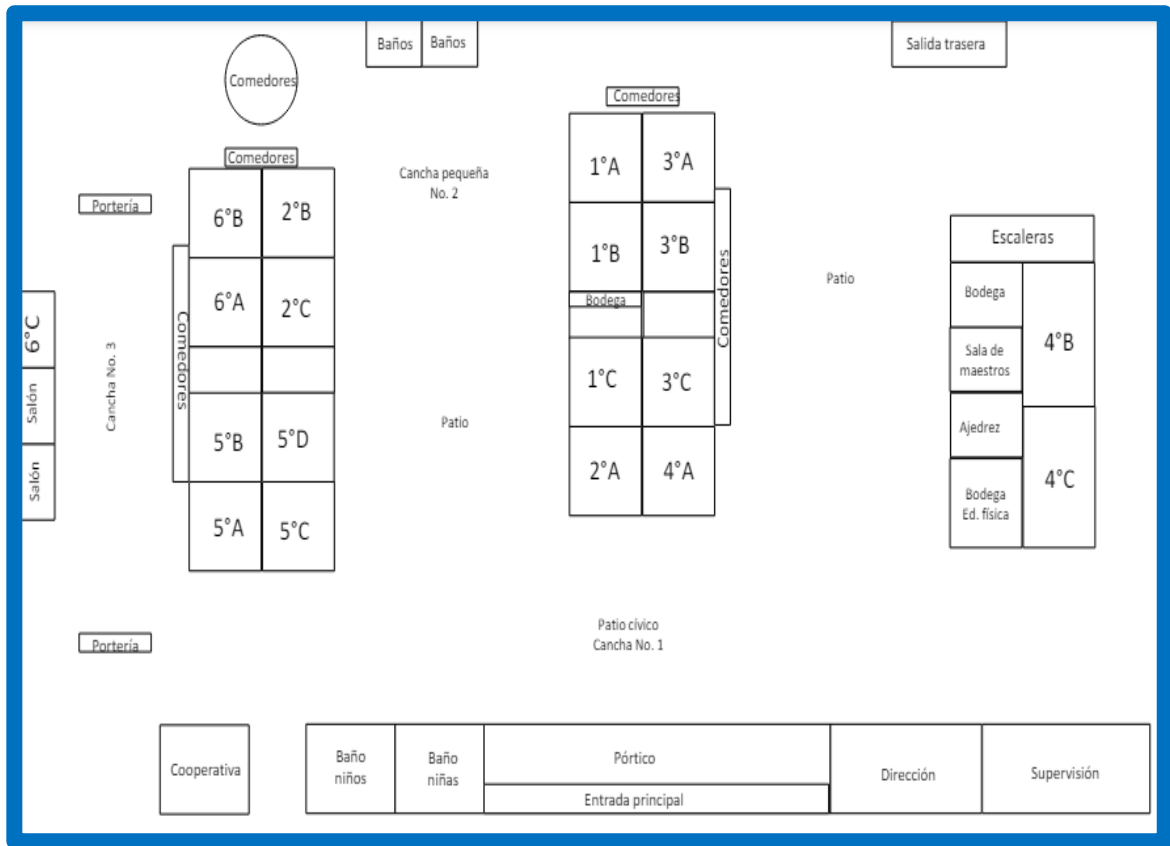 Baños
Baños
Salida trasera
Comedores
Comedores
Comedores
Cancha pequeña
No. 2
Portería
6°B
2°B
1°A
3°A
1°B
3°B
Escaleras
Comedores
6°A
2°C
Bodega
Comedores
Patio
Bodega
4°B
Sala de
maestros
6°C
Salón
Salón
Cancha No. 3
5°B
5°D
Patio
1°C
3°C
Ajedrez
2°A
4°A
Bodega
Ed. física
4°C
5°A
5°C
Portería
Patio cívico
Cancha No. 1
Cooperativa
Baño
niños
Baño
niñas
Pórtico
Entrada principal
Dirección
Supervisión